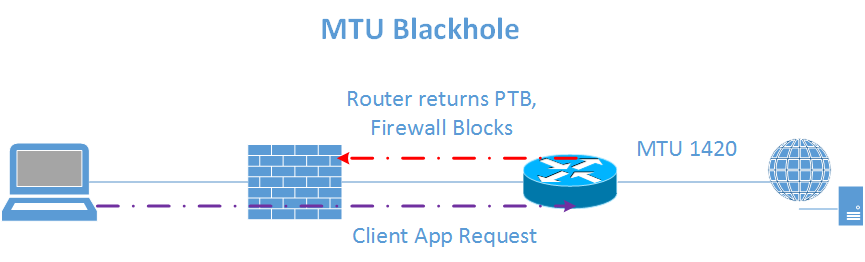 MTU Blackhole
Router returns PTB,
Firewall Blocks
MTU 1420
Client App Request